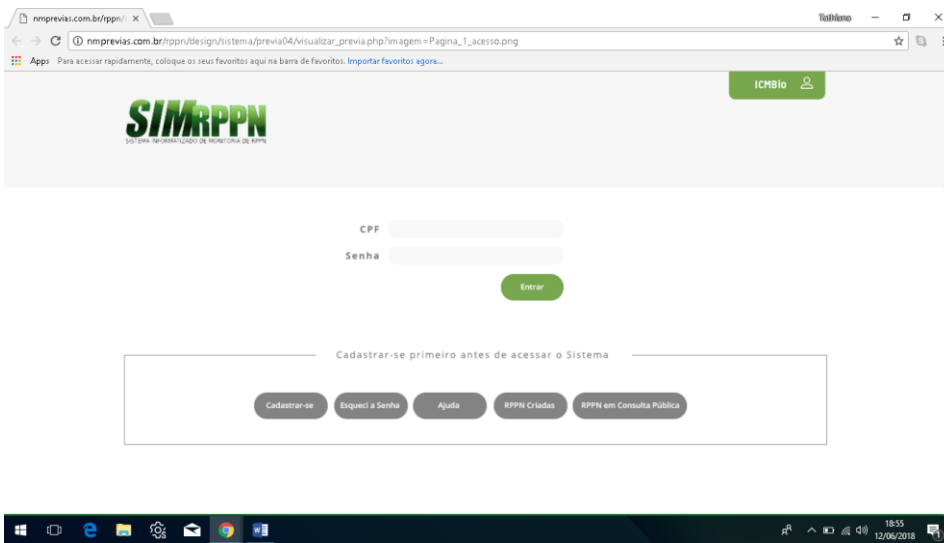 nmprevias.com.br/rppn/
Tathiana
nmprevias.com.br/rppn/design/sistema/previa04/visualizar_previa.php?imagem=Pagina_1_acesso.png
Apps Para acessar rapidamente, coloque os seus favoritos aqui na barra de favoritos. Importar favoritos agora...
ICMBio
SIMRPPN
SISTEMA INFORMATIZADO DE MONITORIA DE RPPN
CPF
Senha
Entrar
Cadastrar-se primeiro antes de acessar o Sistema
Cadastrar-se Esqueci a Senha Ajuda RPPN Criadas RPPN em Consulta Pública
18:55
12/06/2018